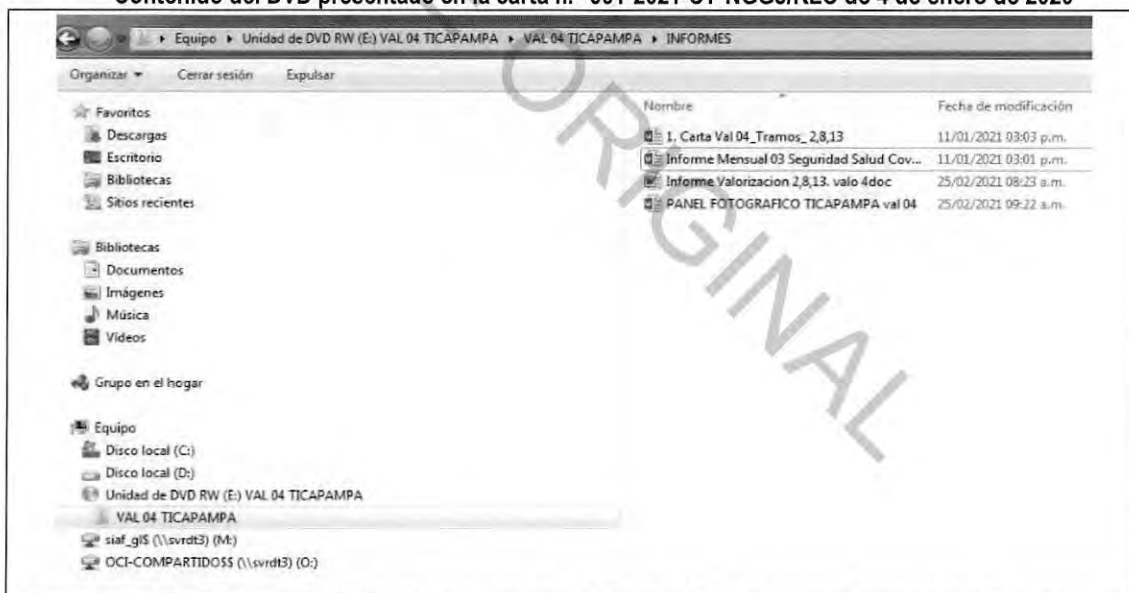 Contenido del DVD presentado en la carta n.° 001-2021 CT-NGG3/REC de 4 de enero de 2020
Equipo ▸ Unidad de DVD RW (E:) VAL 04 TICAPAMPA ▸ VAL 04 TICAPAMPA ▸ INFORMES
Organizar Cerrar sesión Expulsar
Favoritos
Descargas
Escritorio
Bibliotecas
Sitios recientes
Bibliotecas
Documentos
Imágenes
Música
Vídeos
Grupo en el hogar
Equipo
Disco local (C:)
Disco local (D:)
Unidad de DVD RW (E:) VAL 04 TICAPAMPA
VAL 04 TICAPAMPA
siaf_gl$ (\\svrdt3) (M:)
OCI-COMPARTIDO$$ (\\svrdt3) (O:)
Nombre Fecha de modificación
1. Carta Val 04_Tramos_ 2,8,13 11/01/2021 03:03 p.m.
Informe Mensual 03 Seguridad Salud Cov... 11/01/2021 03:01 p.m.
Informe Valorizacion 2,8,13. valo 4doc 25/02/2021 08:23 a.m.
PANEL FOTOGRAFICO TICAPAMPA val 04 25/02/2021 09:22 a.m.
ORIGINAL